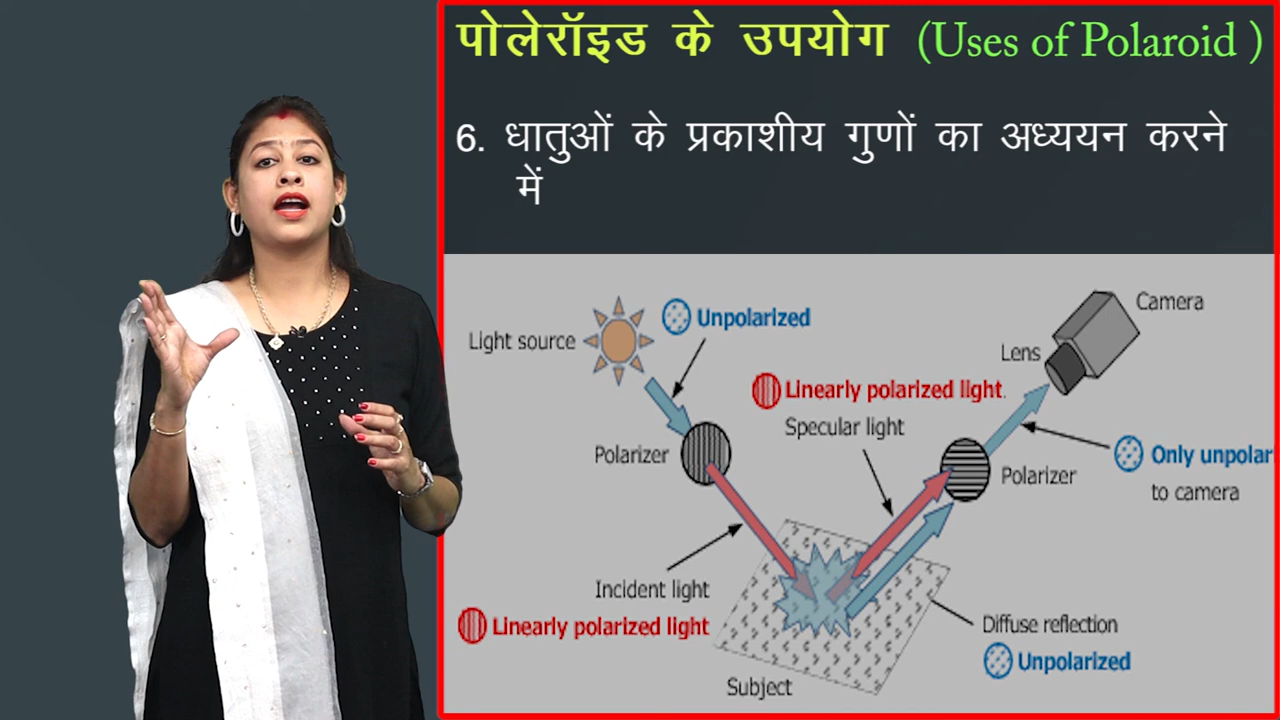 पोलेरॉइड के उपयोग (Uses of Polaroid )
6. धातुओं के प्रकाशीय गुणों का अध्ययन करने
में
Light source
Unpolarized
Camera
Lens
Linearly polarized light.
Specular light
Polarizer
Polarizer
Only unpolar
to camera
Incident light
Linearly polarized light
Diffuse reflection
Unpolarized
Subject